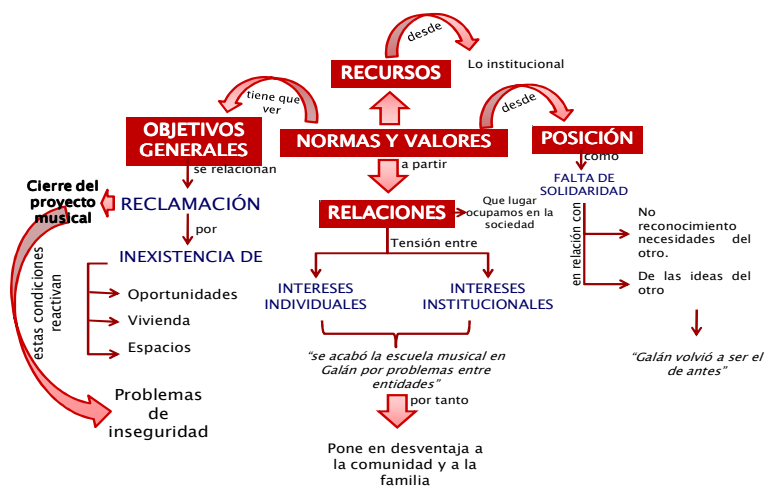 desde
Lo institucional
RECURSOS
tiene que
ver
desde
OBJETIVOS
GENERALES
NORMAS Y VALORES
POSICIÓN
se relacionan
a partir
como
Cierre del
proyecto
musical
RECLAMACIÓN
FALTA DE
SOLIDARIDAD
RELACIONES
Que lugar
ocupamos en la
sociedad
por
Tensión entre
en relación con
No
reconocimiento
necesidades del
otro.
INEXISTENCIA DE
De las ideas del
otro
estas condiciones
reactivan
Oportunidades
Vivienda
Espacios
INTERESES
INDIVIDUALES
INTERESES
INSTITUCIONALES
“se acabó la escuela musical en
Galán por problemas entre
entidades”
“Galán volvió a ser el
de antes”
por tanto
Problemas
de
inseguridad
Pone en desventaja a
la comunidad y a la
familia